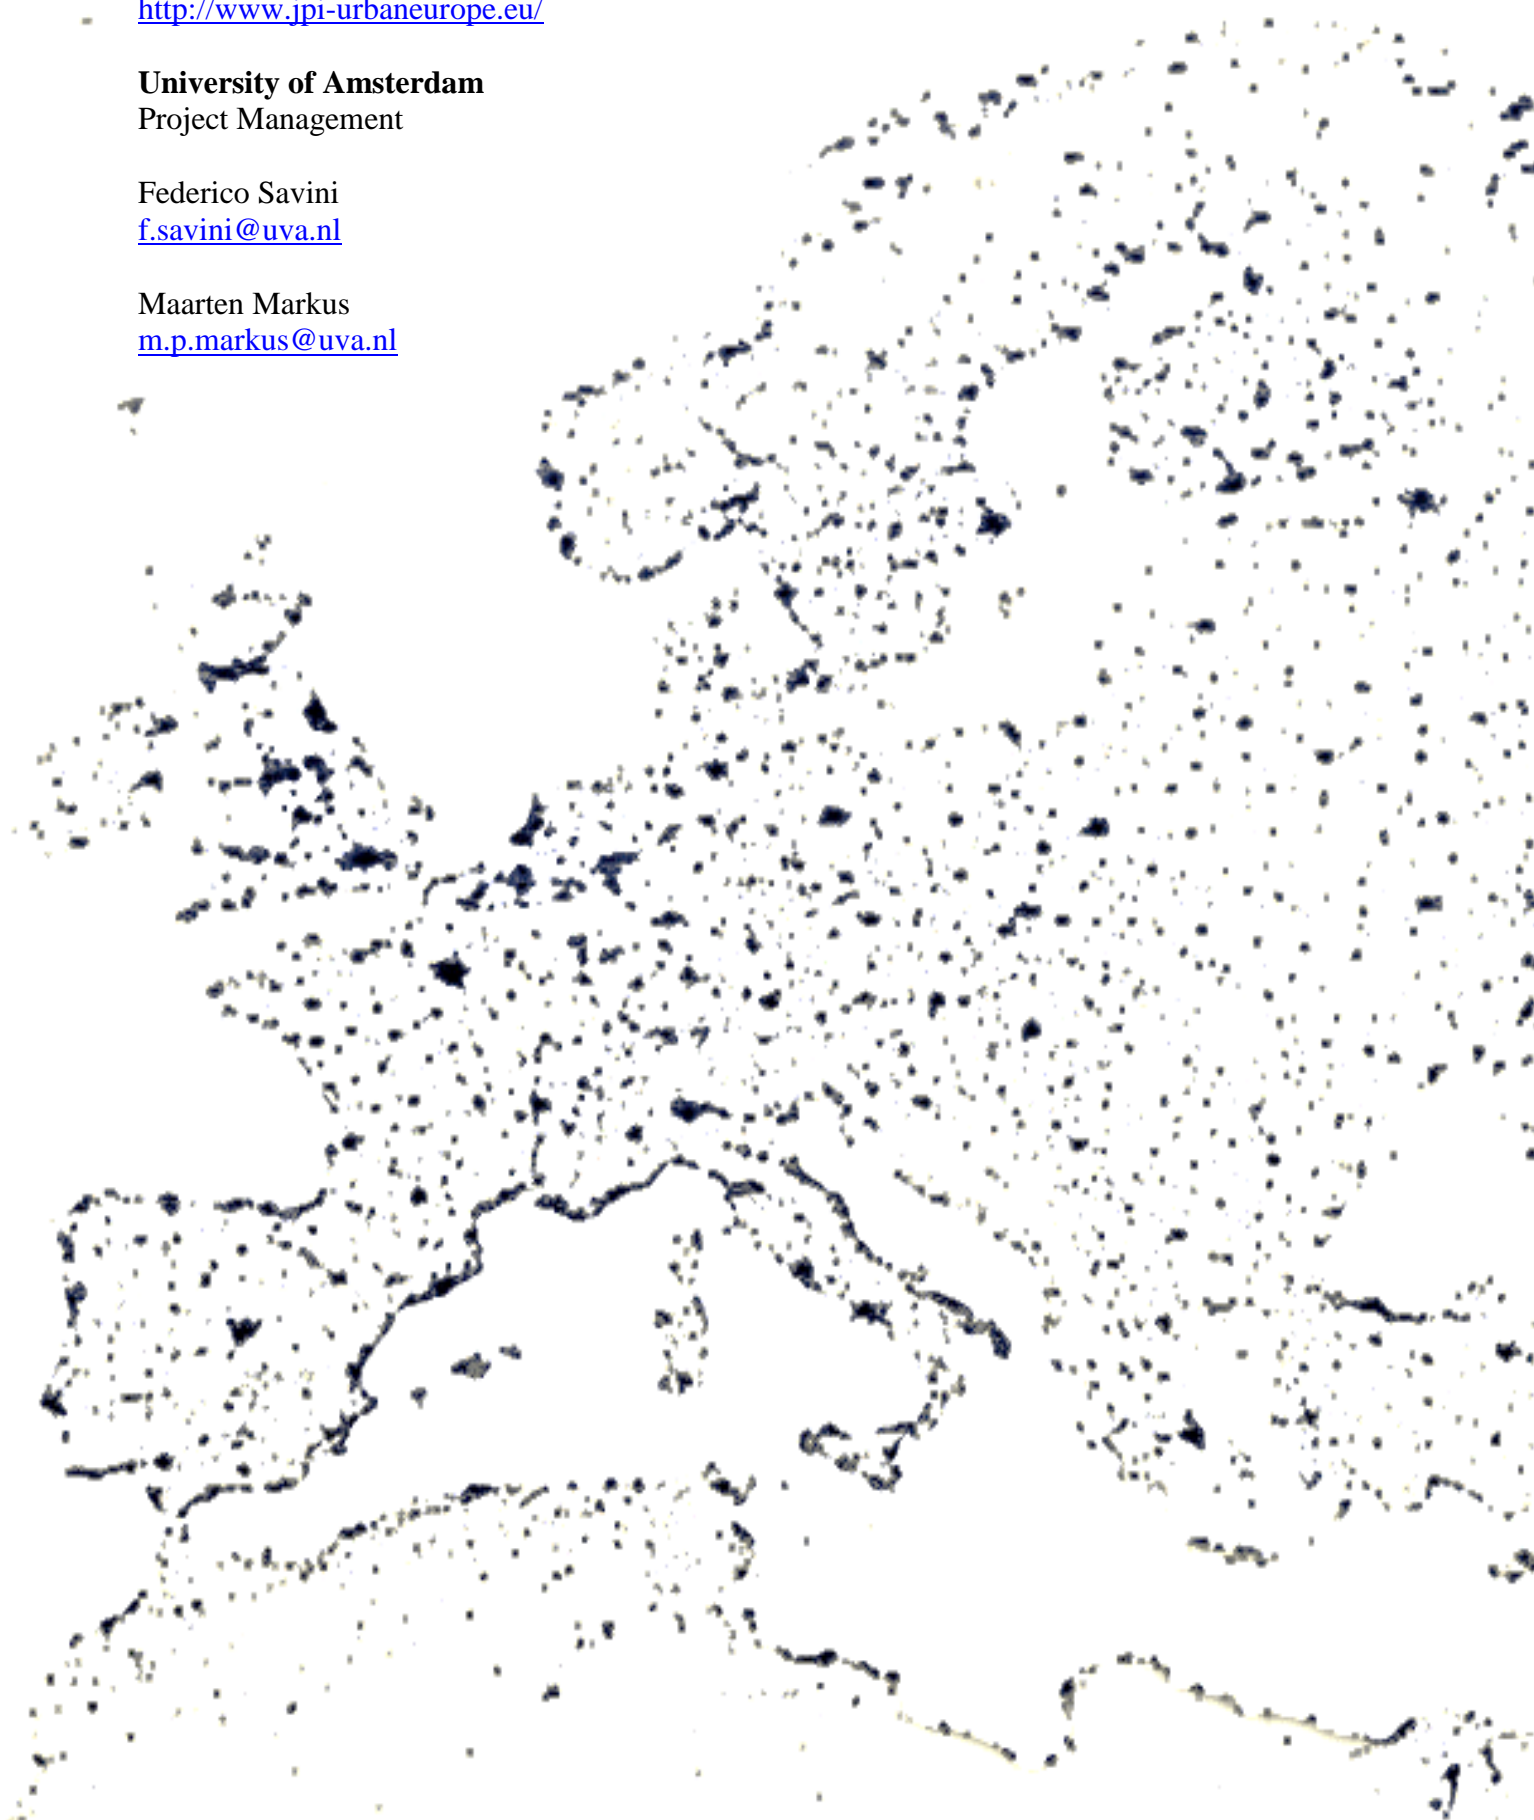 http://www.jpi-urbaneurope.eu/
University of Amsterdam
Project Management
Federico Savini
f.savini@uva.nl
Maarten Markus
m.p.markus@uva.nl